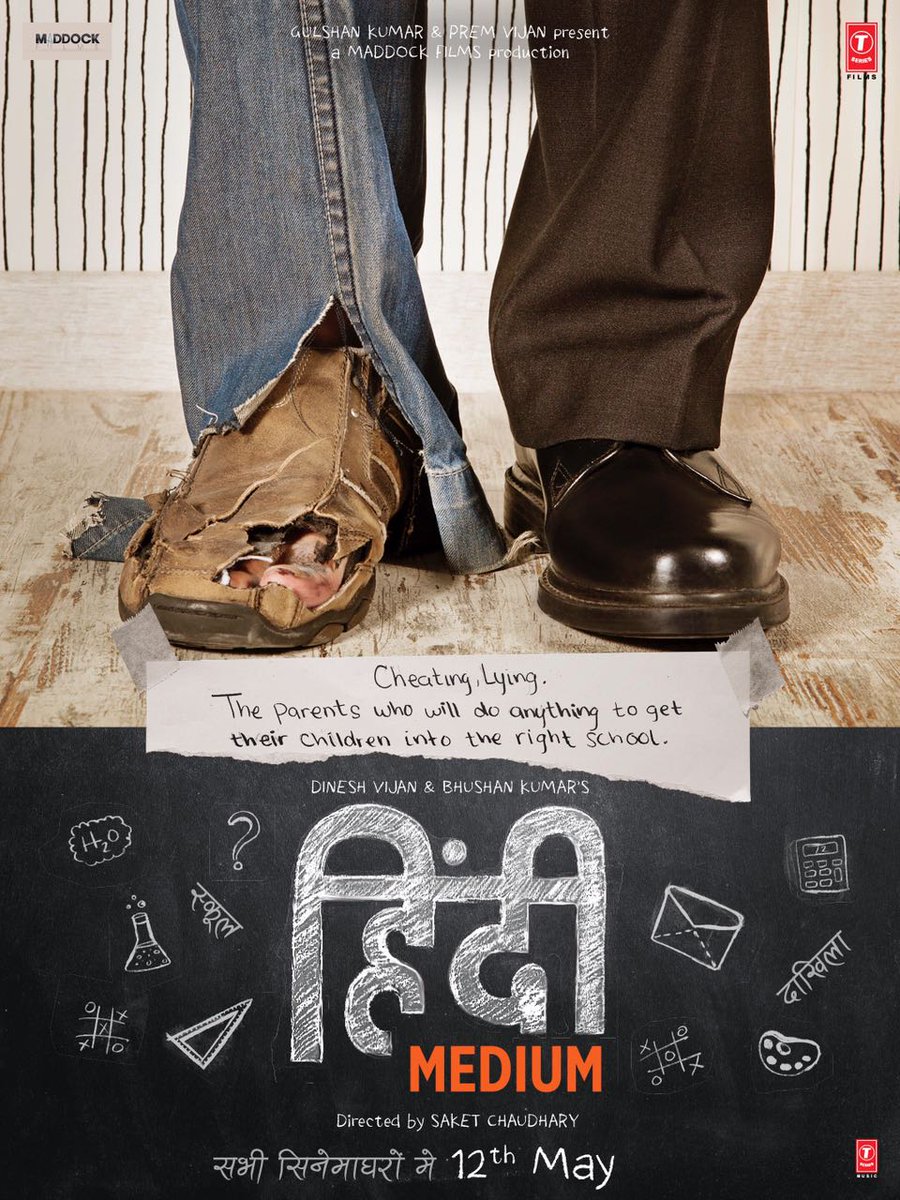 MADDOCK
FILMS
GULSHAN KUMAR & PREM VIJAN present
a MADDOCK FILMS production
T
SERIES
FILMS
Cheating, Lying.
The parents who will do anything to get
their children into the right school.
DINESH VIJAN & BHUSHAN KUMAR'S
हिंदी
MEDIUM
H2O
?
स्कूल
72
दाखिला
Directed by SAKET CHAUDHARY
सभी सिनेमाघरों मे 12th May
T
SERIES
MUSIC